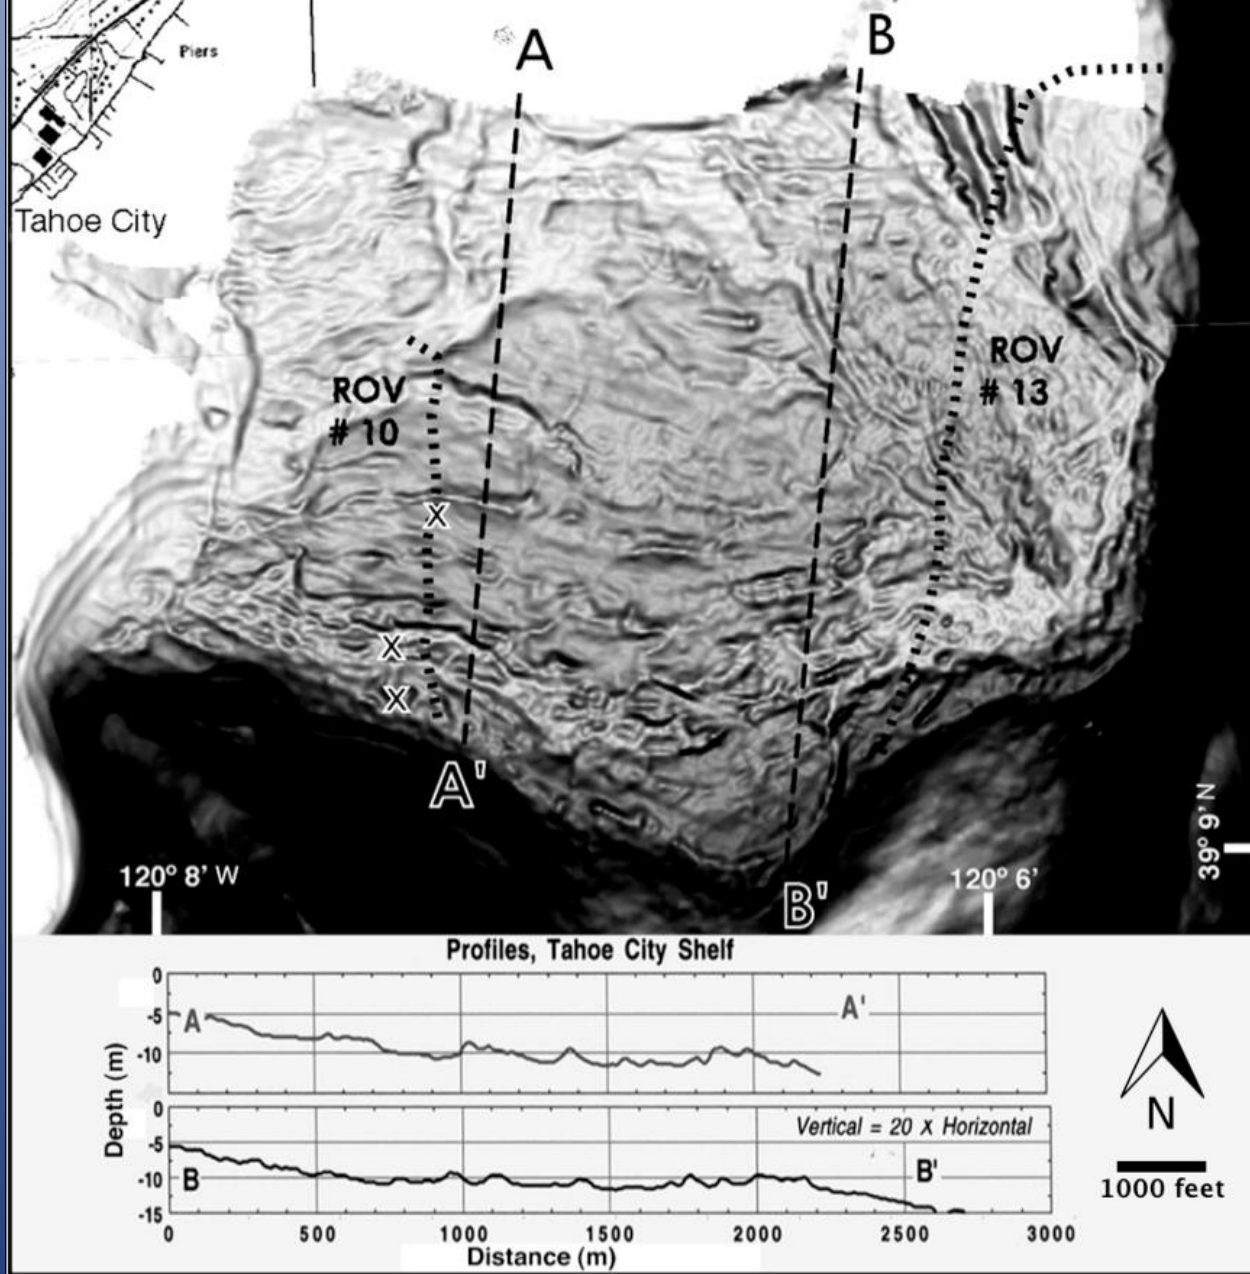 Piers
A
B
Tahoe City
ROV
# 10
ROV
# 13
X
X
X
A'
120° 8' W
120° 6'
39° 9' N
B'
Profiles, Tahoe City Shelf
0
-5
-10
A
A'
Depth (m)
0
-5
-10
-15
Vertical = 20 X Horizontal
B
B'
0 500 1000 1500 2000 2500 3000
Distance (m)
N
1000 feet